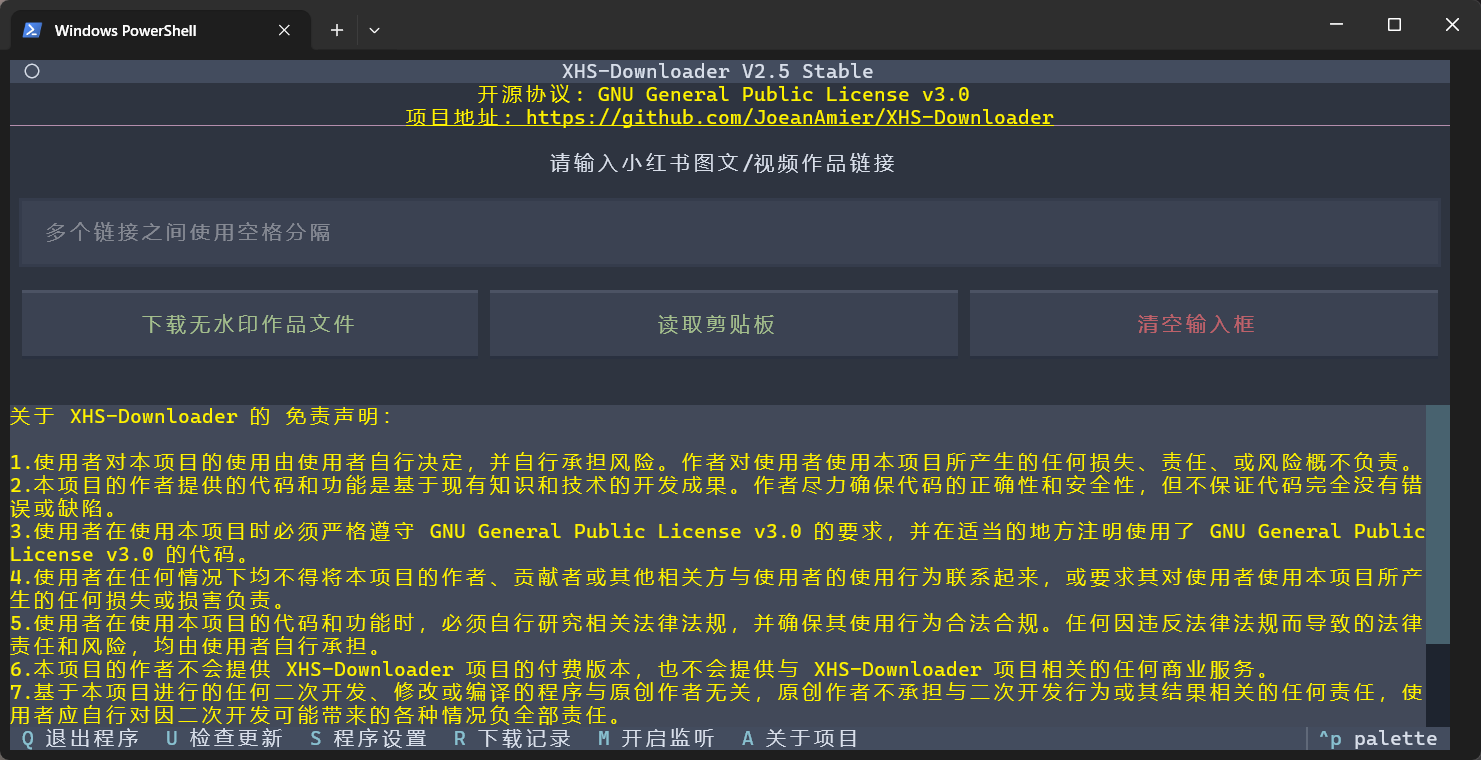 Windows PowerShell
XHS-Downloader V2.5 Stable
开源协议: GNU General Public License v3.0
项目地址: https://github.com/JoeanAmier/XHS-Downloader
请输入小红书图文/视频作品链接
多个链接之间使用空格分隔
下载无水印作品文件
读取剪贴板
清空输入框
关于 XHS-Downloader 的 免责声明:
1.使用者对本项目的使用由使用者自行决定，并自行承担风险。作者对使用者使用本项目所产生的任何损失、责任、或风险概不负责。
2.本项目的作者提供的代码和功能是基于现有知识和技术的开发成果。作者尽力确保代码的正确性和安全性，但不保证代码完全没有错
误或缺陷。
3.使用者在使用本项目时必须严格遵守 GNU General Public License v3.0 的要求，并在适当的地方注明使用了 GNU General Public
License v3.0 的代码。
4.使用者在任何情况下均不得将本项目的作者、贡献者或其他相关方与使用者的使用行为联系起来，或要求其对使用者使用本项目所产
生的任何损失或损害负责。
5.使用者在使用本项目的代码和功能时，必须自行研究相关法律法规，并确保其使用行为合法合规。任何因违反法律法规而导致的法律
责任和风险，均由使用者自行承担。
6.本项目的作者不会提供 XHS-Downloader 项目的付费版本，也不会提供与 XHS-Downloader 项目相关的任何商业服务。
7.基于本项目进行的任何二次开发、修改或编译的程序与原创作者无关，原创作者不承担与二次开发行为或其结果相关的任何责任，使
用者应自行对因二次开发可能带来的各种情况负全部责任。
Q 退出程序 U 检查更新 S 程序设置 R 下载记录 M 开启监听 A 关于项目 ^p palette